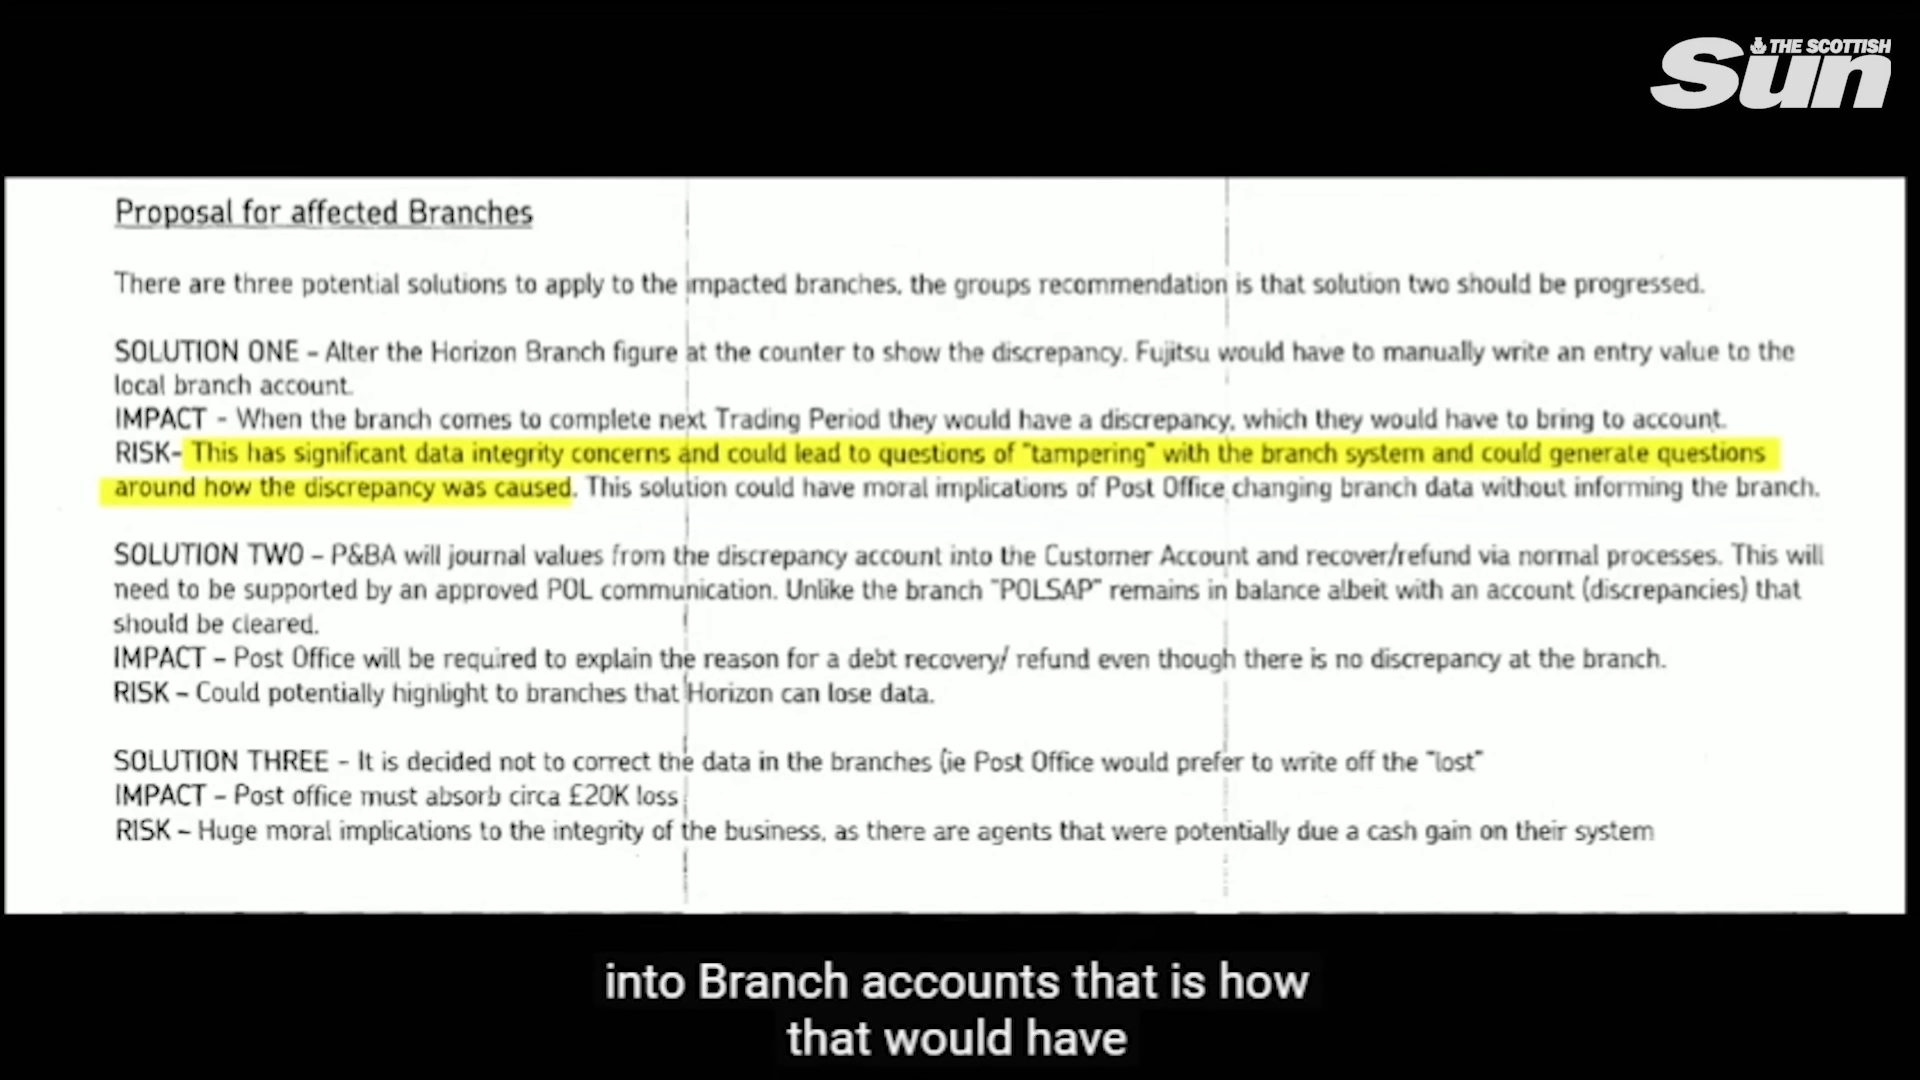 THE SCOTTISH
Sun
Proposal for affected Branches
There are three potential solutions to apply to the impacted branches, the groups recommendation is that solution two should be progressed.
SOLUTION ONE – Alter the Horizon Branch figure at the counter to show the discrepancy. Fujitsu would have to manually write an entry value to the
local branch account.
IMPACT – When the branch comes to complete next Trading Period they would have a discrepancy, which they would have to bring to account.
RISK– This has significant data integrity concerns and could lead to questions of "tampering" with the branch system and could generate questions
around how the discrepancy was caused. This solution could have moral implications of Post Office changing branch data without informing the branch.
SOLUTION TWO – P&BA will journal values from the discrepancy account into the Customer Account and recover/refund via normal processes. This will
need to be supported by an approved POL communication. Unlike the branch "POLSAP" remains in balance albeit with an account (discrepancies) that
should be cleared.
IMPACT – Post Office will be required to explain the reason for a debt recovery/ refund even though there is no discrepancy at the branch.
RISK – Could potentially highlight to branches that Horizon can lose data.
SOLUTION THREE – It is decided not to correct the data in the branches (ie Post Office would prefer to write off the "lost"
IMPACT – Post office must absorb circa £20K loss
RISK – Huge moral implications to the integrity of the business, as there are agents that were potentially due a cash gain on their system
into Branch accounts that is how
that would have